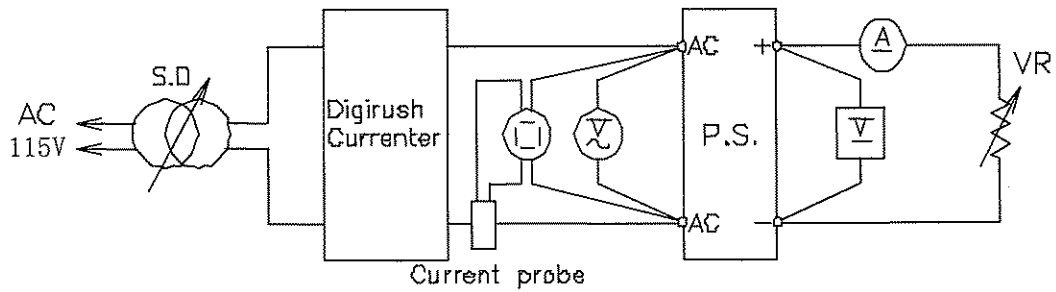 S.D
AC
115V
Digirush
Currenter
V
AC
+
P.S.
AC
−
A
V
VR
Current probe